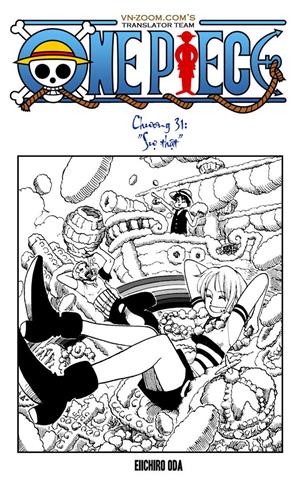 VN-ZOOM.COM'S
TRANSLATOR TEAM
ONE PIECE
Chương 31:
"Sự thật"
EIICHIRO ODA